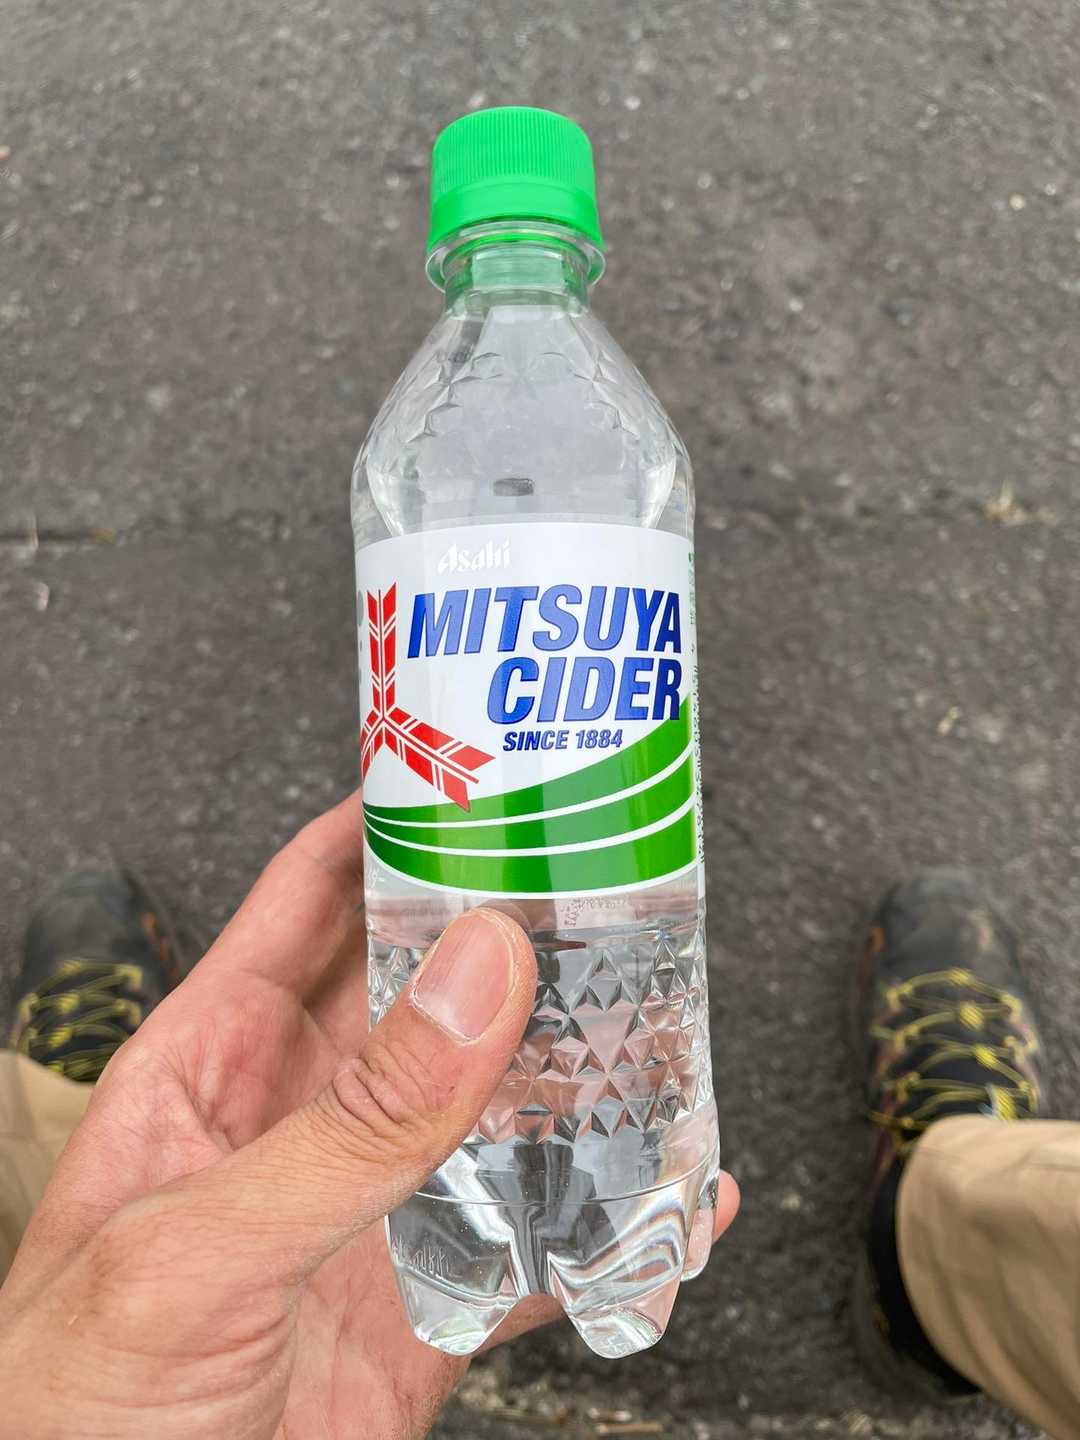 Asahi
MITSUYA
CIDER
SINCE 1884